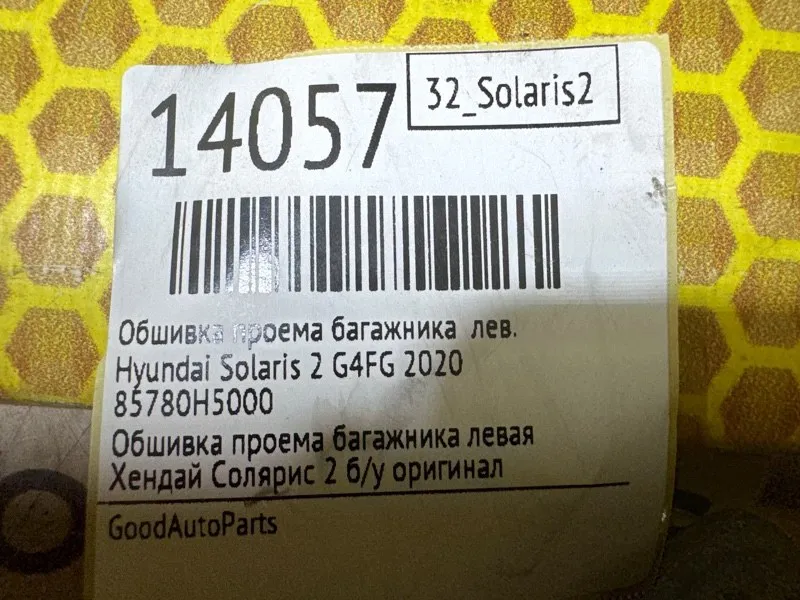 14057
32_Solaris2
Обшивка проема багажника лев.
Hyundai Solaris 2 G4FG 2020
85780H5000
Обшивка проема багажника левая
Хендай Солярис 2 б/у оригинал
GoodAutoParts